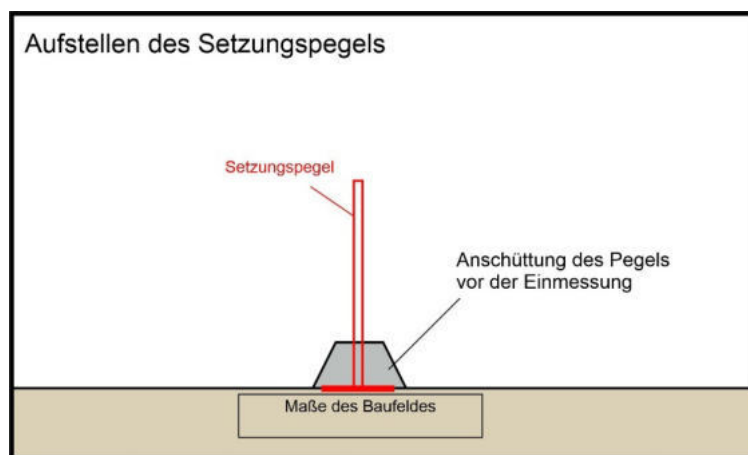 Aufstellen des Setzungspegels
Setzungspegel
Anschüttung des Pegels
vor der Einmessung
Maße des Baufeldes